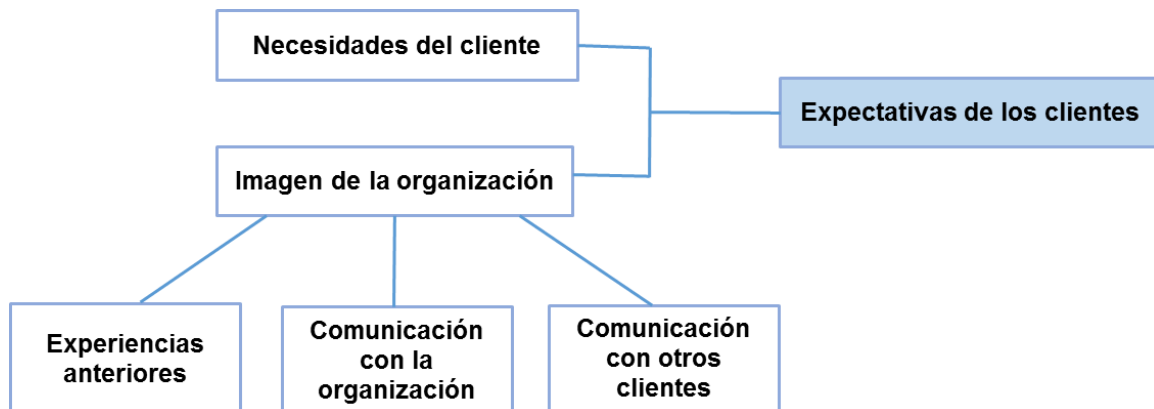 Necesidades del cliente
Expectativas de los clientes
Imagen de la organización
Experiencias
anteriores
Comunicación
con la
organización
Comunicación
con otros
clientes